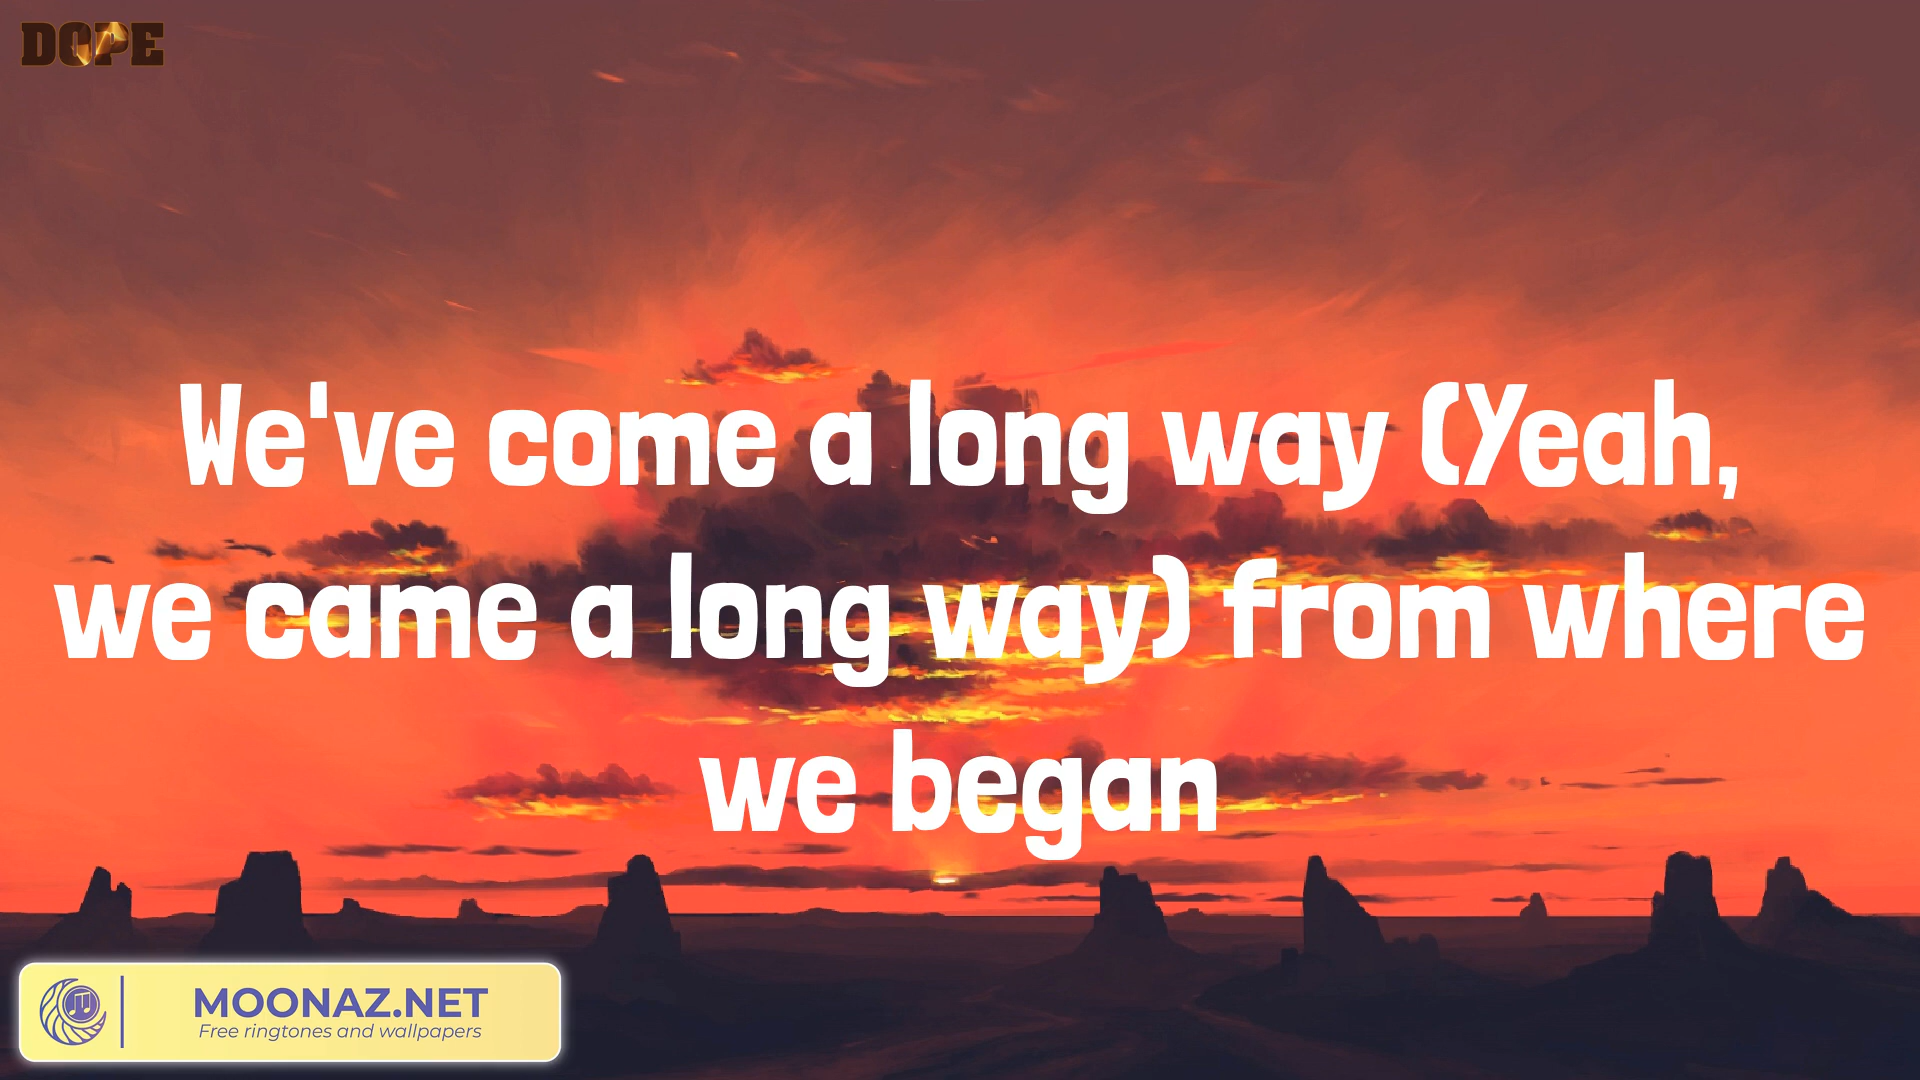 DOPE
We've come a long way (Yeah,
we came a long way) from where
we began
MOONAZ.NET
Free ringtones and wallpapers